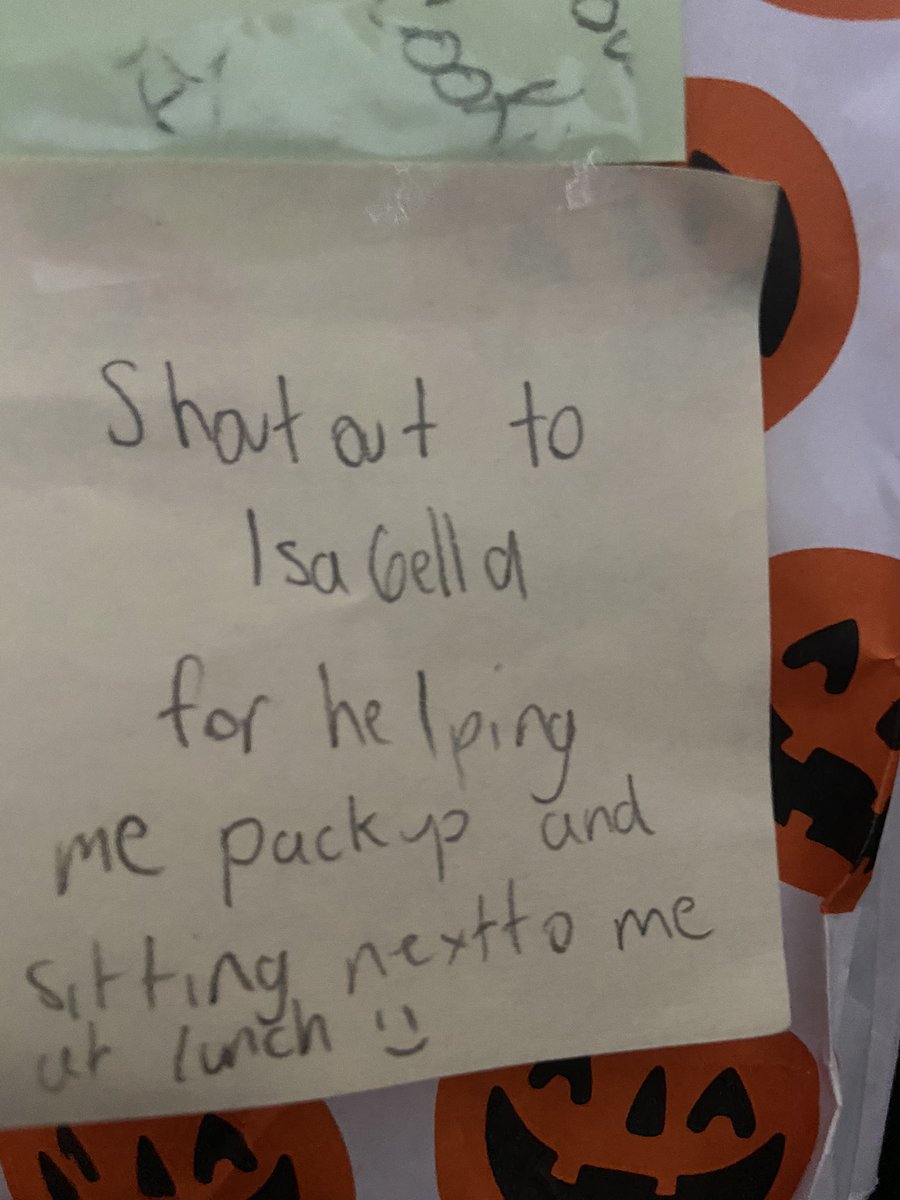 Shout out to
Isabella
for helping
me pack up and
sitting next to me
at lunch :)